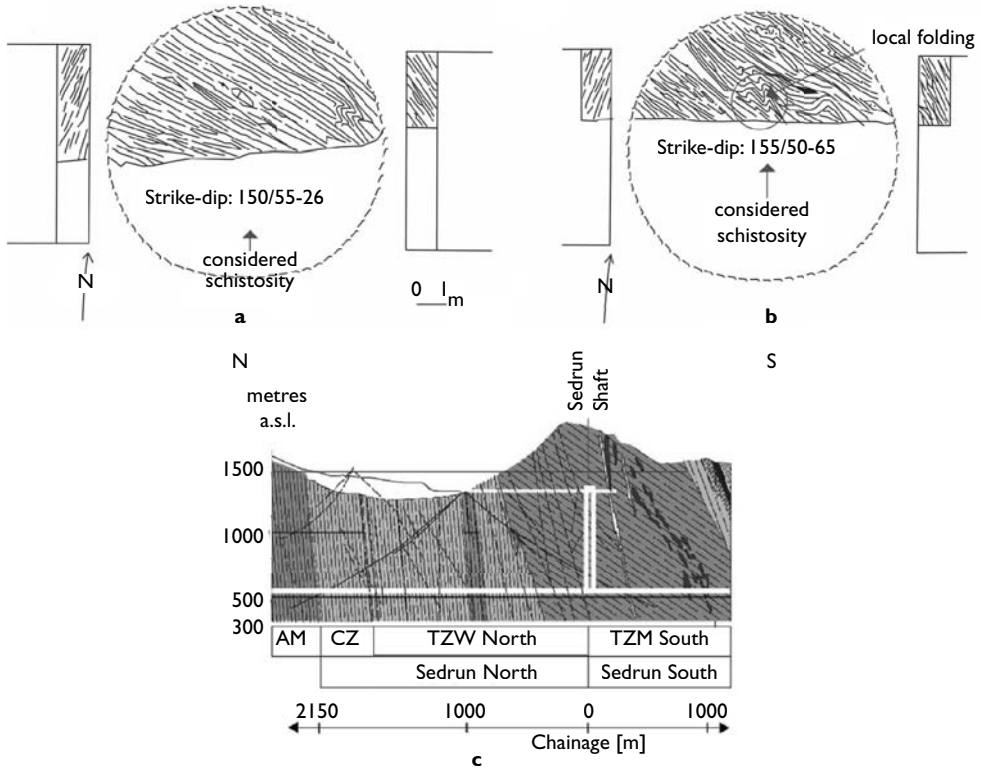 local folding
Strike-dip: 150/55-26
considered
schistosity
N
0 1
m
a
Strike-dip: 155/50-65
considered
schistosity
N
b
N
S
metres
a.s.l.
Sedrun
Shaft
1500
1000
500
300
AM CZ TZW North TZM South
Sedrun North Sedrun South
2150 1000 0 1000
Chainage [m]
c